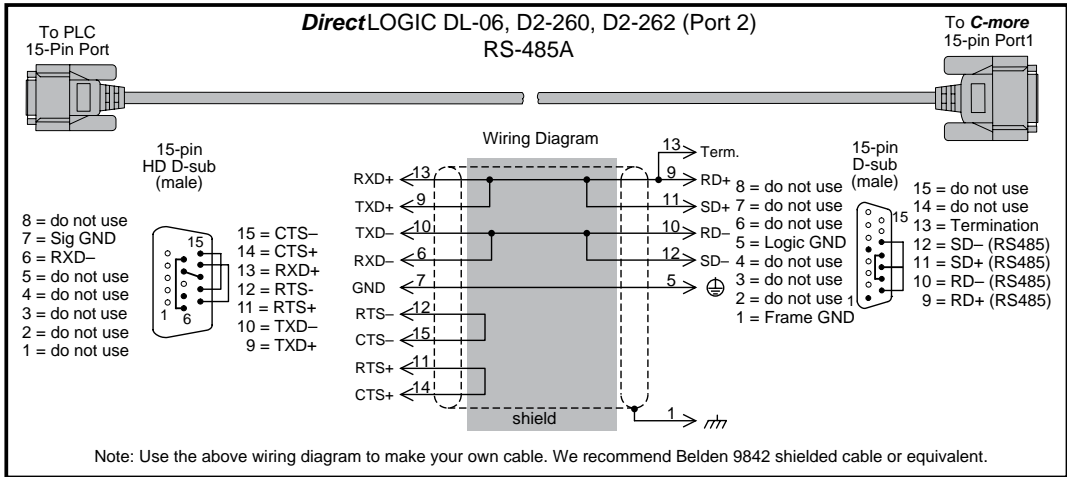 DirectLOGIC DL-06, D2-260, D2-262 (Port 2)
RS-485A
To PLC
15-Pin Port
To C-more
15-pin Port1
Wiring Diagram
15-pin
HD D-sub
(male)
8 = do not use
7 = Sig GND
6 = RXD–
5 = do not use
4 = do not use
3 = do not use
2 = do not use
1 = do not use
15
1
6
15 = CTS–
14 = CTS+
13 = RXD+
12 = RTS-
11 = RTS+
10 = TXD–
9 = TXD+
13 Term.
RXD+ 13 9 RD+
TXD+ 9 11 SD+
TXD– 10 10 RD–
RXD– 6 12 SD–
GND 7 5
RTS– 12
CTS– 15
RTS+ 11
CTS+ 14
shield 1
15-pin
D-sub
(male)
8 = do not use
7 = do not use
6 = do not use
5 = Logic GND
4 = do not use
3 = do not use
2 = do not use
1 = Frame GND
15
1
15 = do not use
14 = do not use
13 = Termination
12 = SD– (RS485)
11 = SD+ (RS485)
10 = RD– (RS485)
9 = RD+ (RS485)
Note: Use the above wiring diagram to make your own cable. We recommend Belden 9842 shielded cable or equivalent.